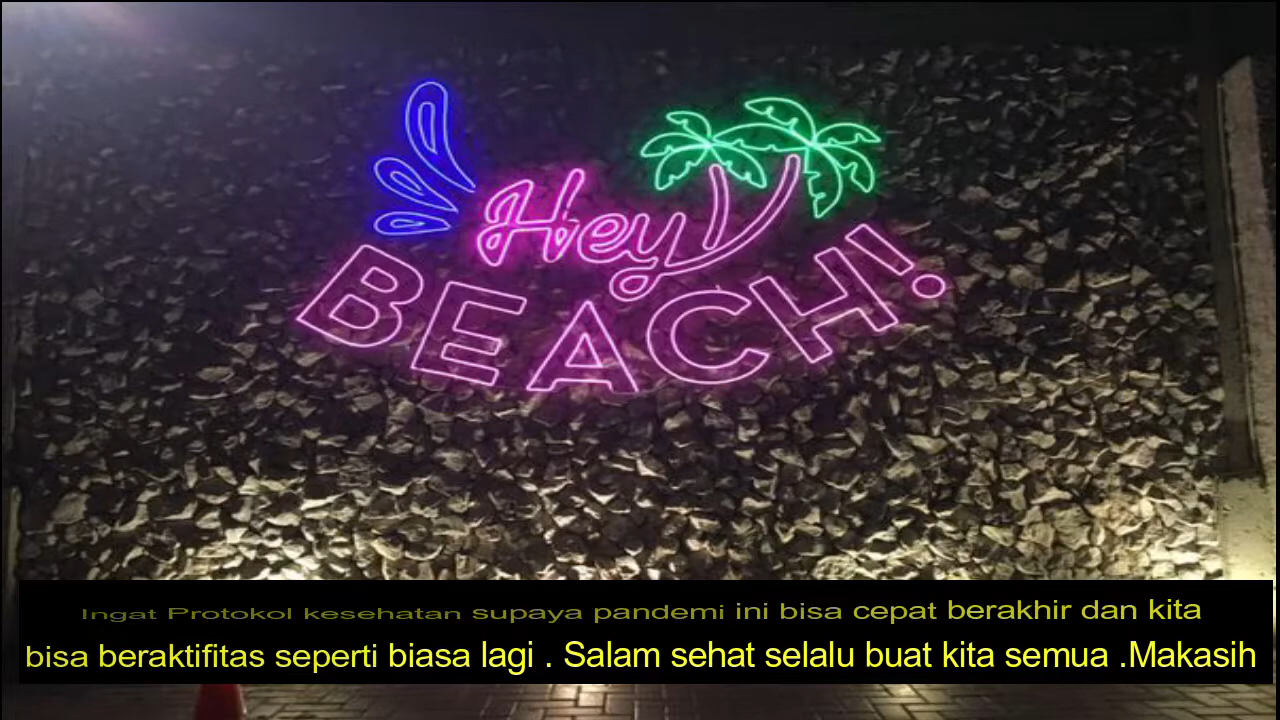 Hey
BEACH!
Ingat Protokol kesehatan supaya pandemi ini bisa cepat berakhir dan kita
bisa beraktifitas seperti biasa lagi . Salam sehat selalu buat kita semua .Makasih